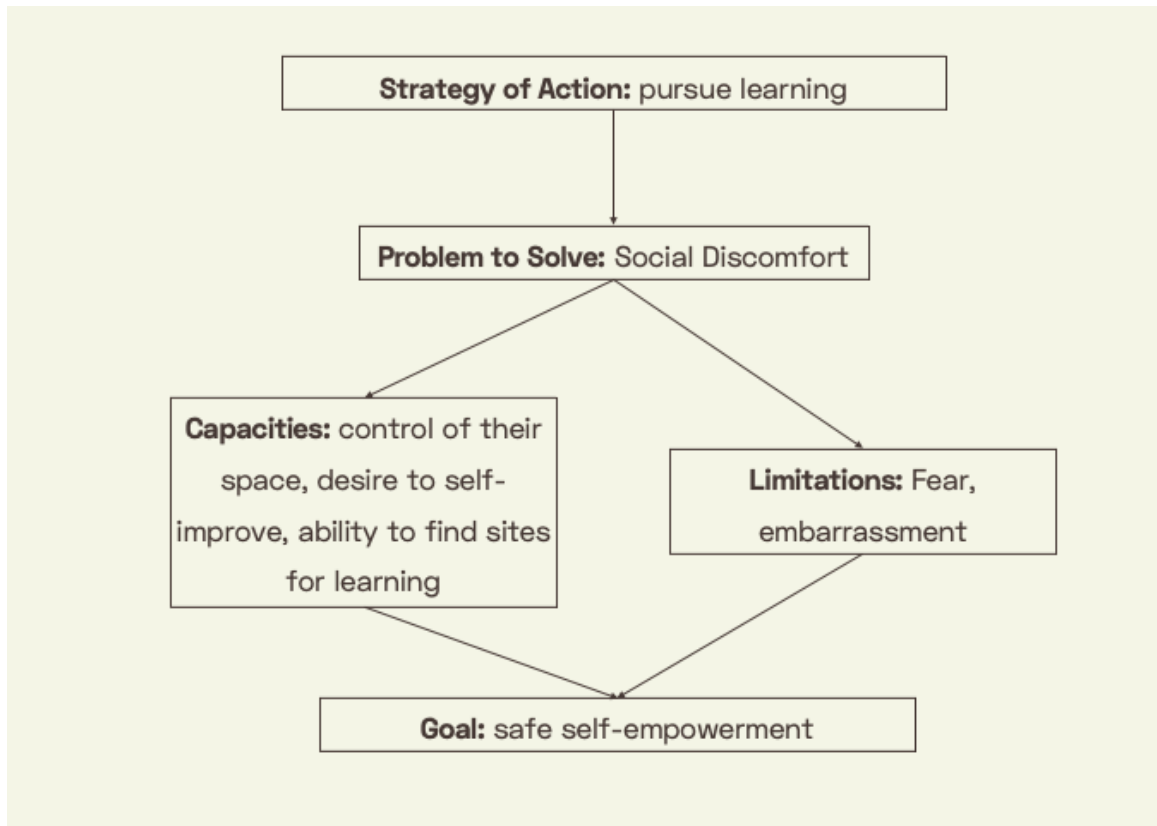 Strategy of Action: pursue learning
Problem to Solve: Social Discomfort
Capacities: control of their
space, desire to self-
improve, ability to find sites
for learning
Limitations: Fear,
embarrassment
Goal: safe self-empowerment